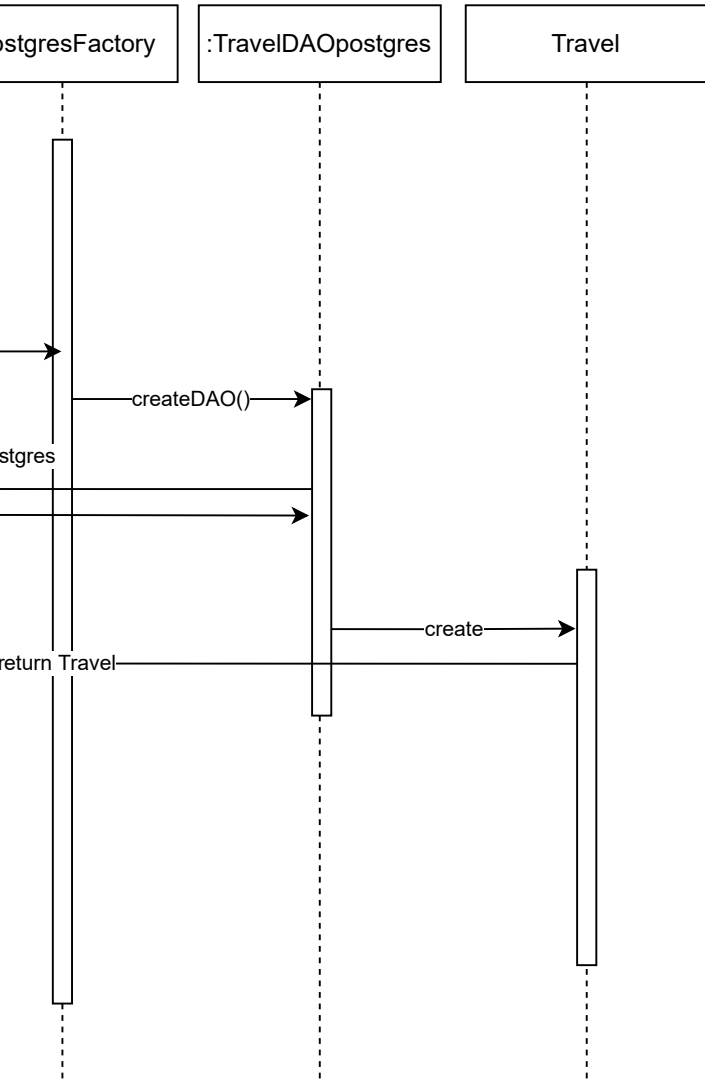 ostgresFactory
:TravelDAOpostgres
Travel
createDAO()
stgres
create
return Travel